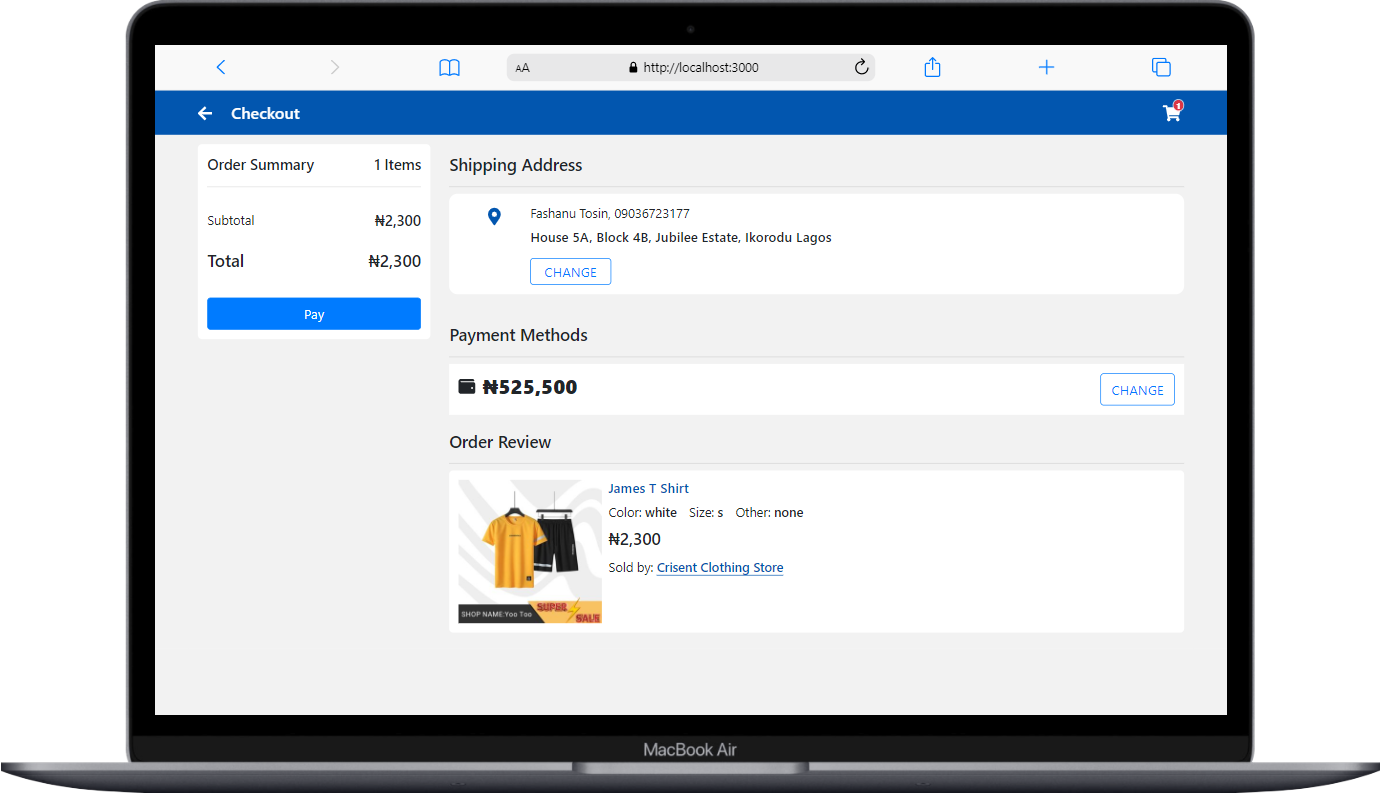 AA http://localhost:3000
Checkout
1
Order Summary 1 Items
Subtotal ₦2,300
Total ₦2,300
Pay
Shipping Address
Fashanu Tosin, 09036723177
House 5A, Block 4B, Jubilee Estate, Ikorodu Lagos
CHANGE
Payment Methods
₦525,500
CHANGE
Order Review
James T Shirt
Color: white Size: s Other: none
₦2,300
Sold by: Crisent Clothing Store
SHOP NAME:Yoo Too
SUPER
SALE
MacBook Air